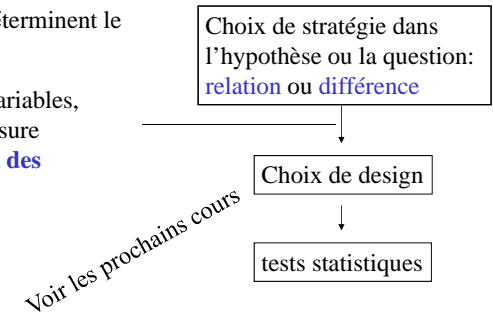 éterminent le
ariables,
sure
des
Choix de stratégie dans
l’hypothèse ou la question:
relation ou différence
Choix de design
Voir les prochains cours
tests statistiques